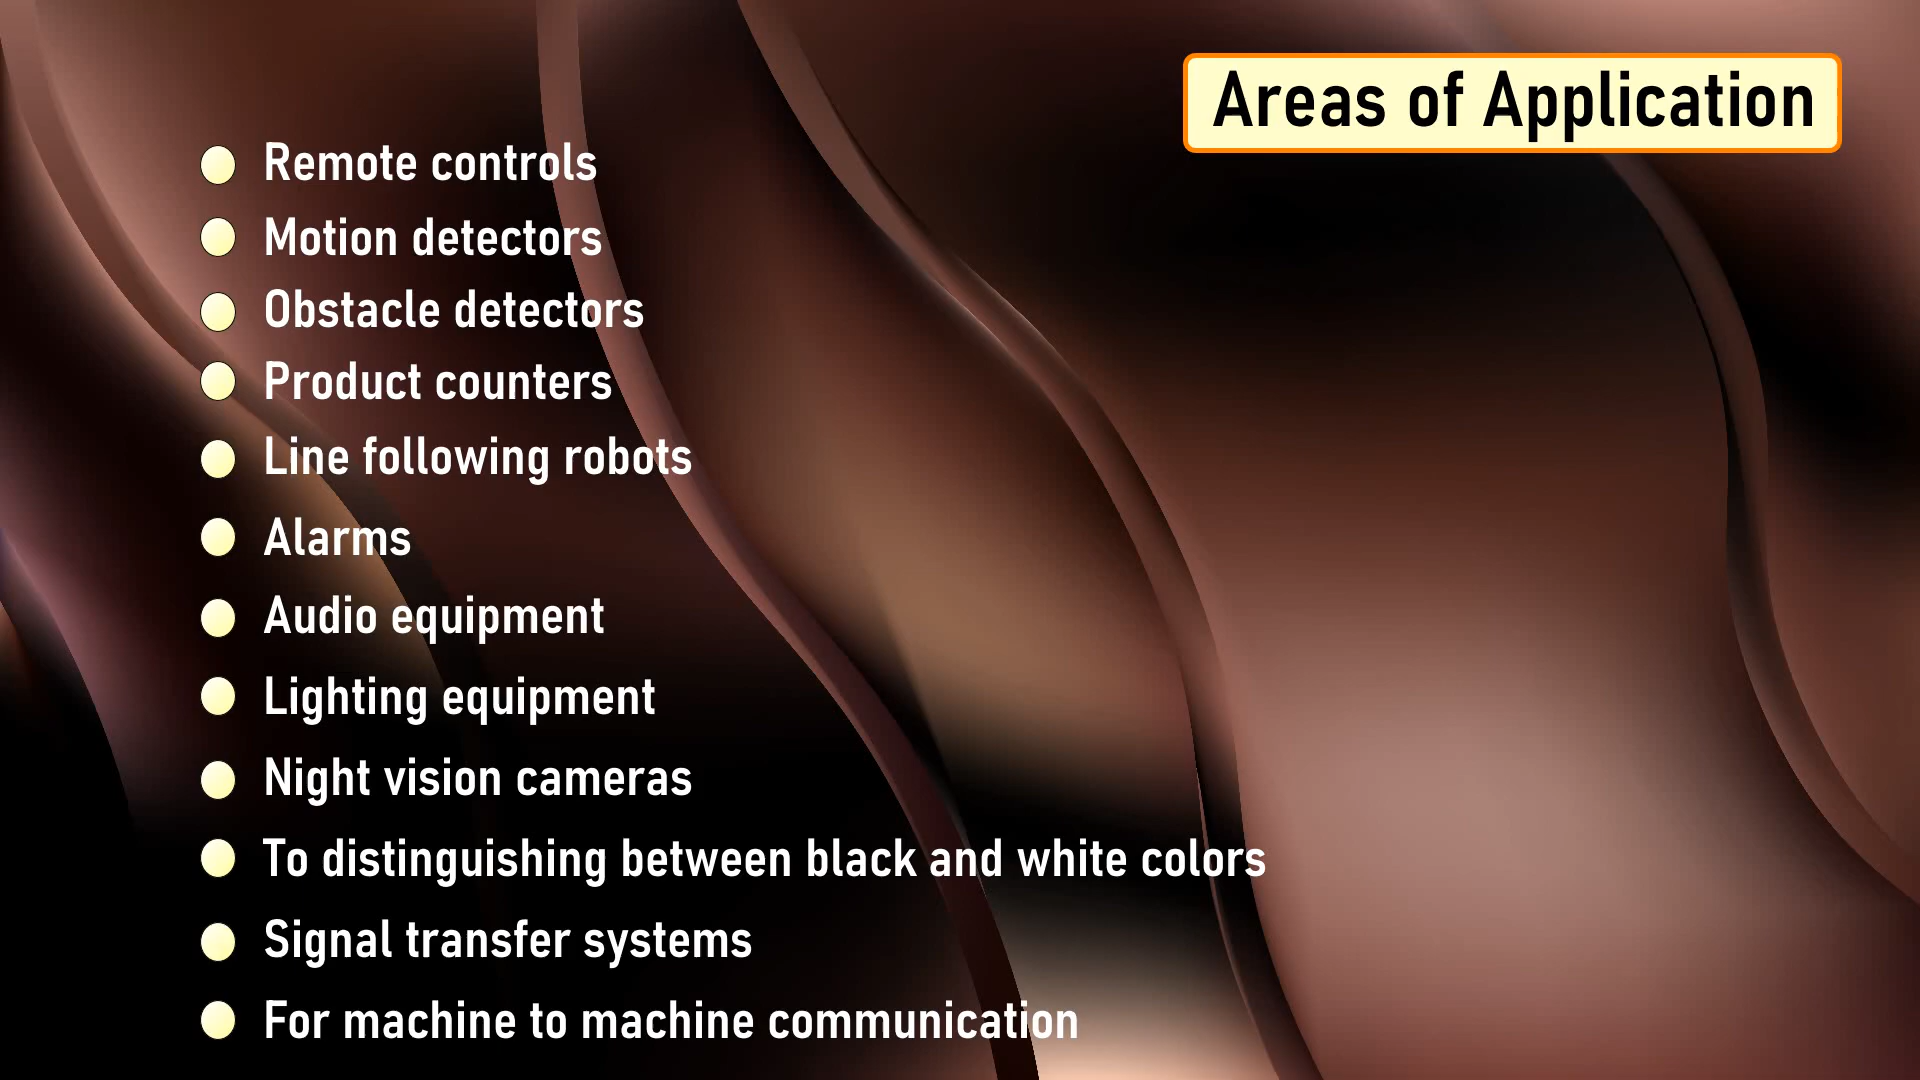 Areas of Application
Remote controls
Motion detectors
Obstacle detectors
Product counters
Line following robots
Alarms
Audio equipment
Lighting equipment
Night vision cameras
To distinguishing between black and white colors
Signal transfer systems
For machine to machine communication